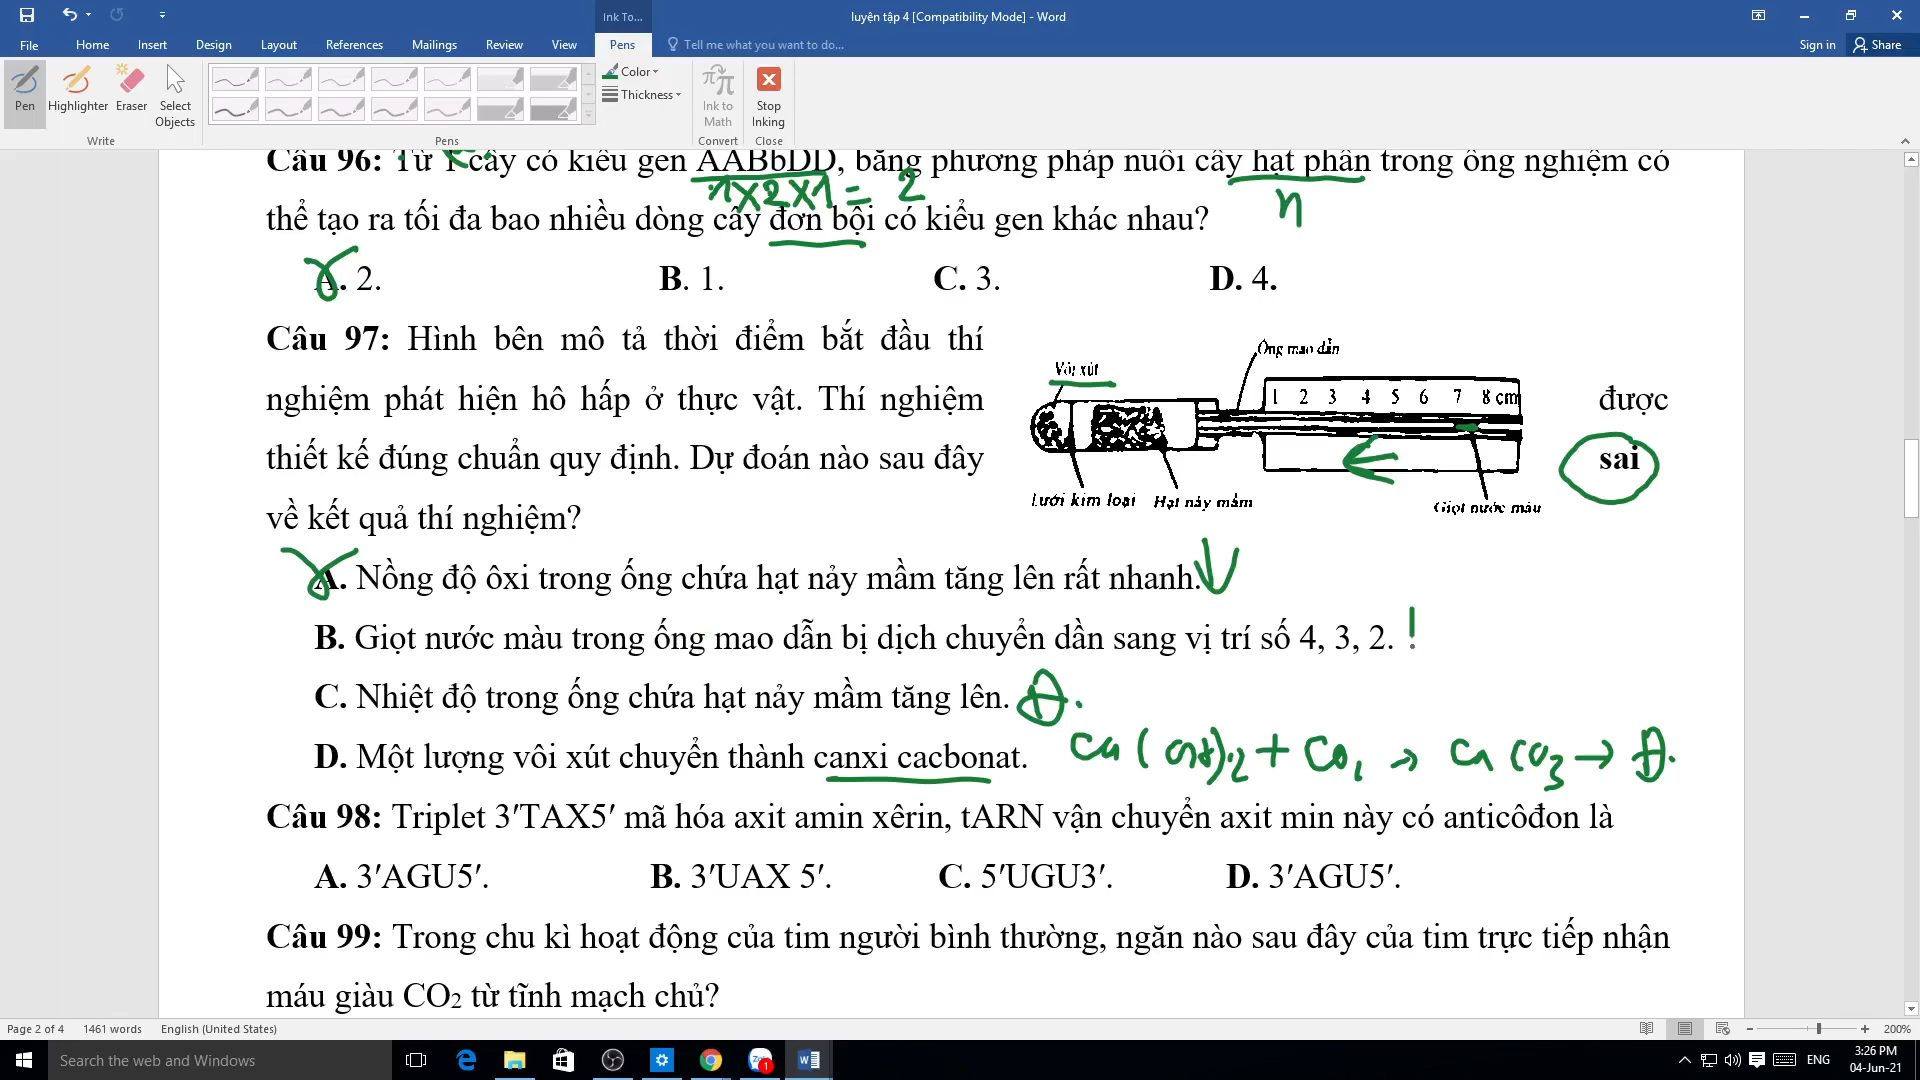 Ink To...
luyện tập 4 [Compatibility Mode] - Word
File Home Insert Design Layout References Mailings Review View Pens Tell me what you want to do... Sign in Share
Pen Highlighter Eraser Select Objects
Color
Thickness
Ink to Math
Stop Inking
Write Pens Convert Close
Câu 96: Từ 1 cây có kiểu gen AABbDD, bằng phương pháp nuôi cấy hạt phấn trong ống nghiệm có
1x2x1 = 2
n
thể tạo ra tối đa bao nhiều dòng cây đơn bội có kiểu gen khác nhau?
A. 2. B. 1. C. 3. D. 4.
Câu 97: Hình bên mô tả thời điểm bắt đầu thí
nghiệm phát hiện hô hấp ở thực vật. Thí nghiệm được
thiết kế đúng chuẩn quy định. Dự đoán nào sau đây sai
về kết quả thí nghiệm?
Ống mao dẫn
Vôi xút
1 2 3 4 5 6 7 8 cm
Lưới kim loại Hạt nảy mầm Giọt nước màu
A. Nồng độ ôxi trong ống chứa hạt nảy mầm tăng lên rất nhanh.
B. Giọt nước màu trong ống mao dẫn bị dịch chuyển dần sang vị trí số 4, 3, 2. !
C. Nhiệt độ trong ống chứa hạt nảy mầm tăng lên. Đ.
D. Một lượng vôi xút chuyển thành canxi cacbonat. Ca(OH)2 + CO2 → CaCO3 → Đ.
Câu 98: Triplet 3′TAX5′ mã hóa axit amin xêrin, tARN vận chuyển axit min này có anticôđon là
A. 3′AGU5′. B. 3′UAX 5′. C. 5′UGU3′. D. 3′AGU5′.
Câu 99: Trong chu kì hoạt động của tim người bình thường, ngăn nào sau đây của tim trực tiếp nhận
máu giàu CO2 từ tĩnh mạch chủ?
Page 2 of 4 1461 words English (United States) 200%
Search the web and Windows
ENG
3:26 PM
04-Jun-21